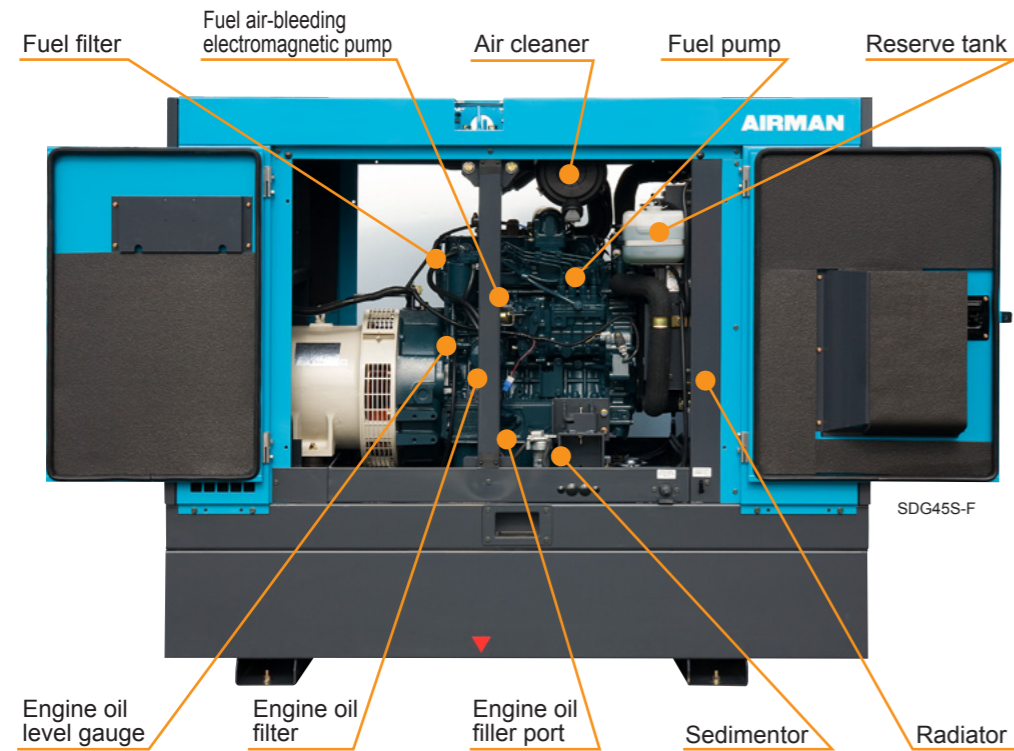 Fuel filter
Fuel air-bleeding
electromagnetic pump
Air cleaner
Fuel pump
Reserve tank
AIRMAN
SDG45S-F
Engine oil
level gauge
Engine oil
filter
Engine oil
filler port
Sedimentor
Radiator